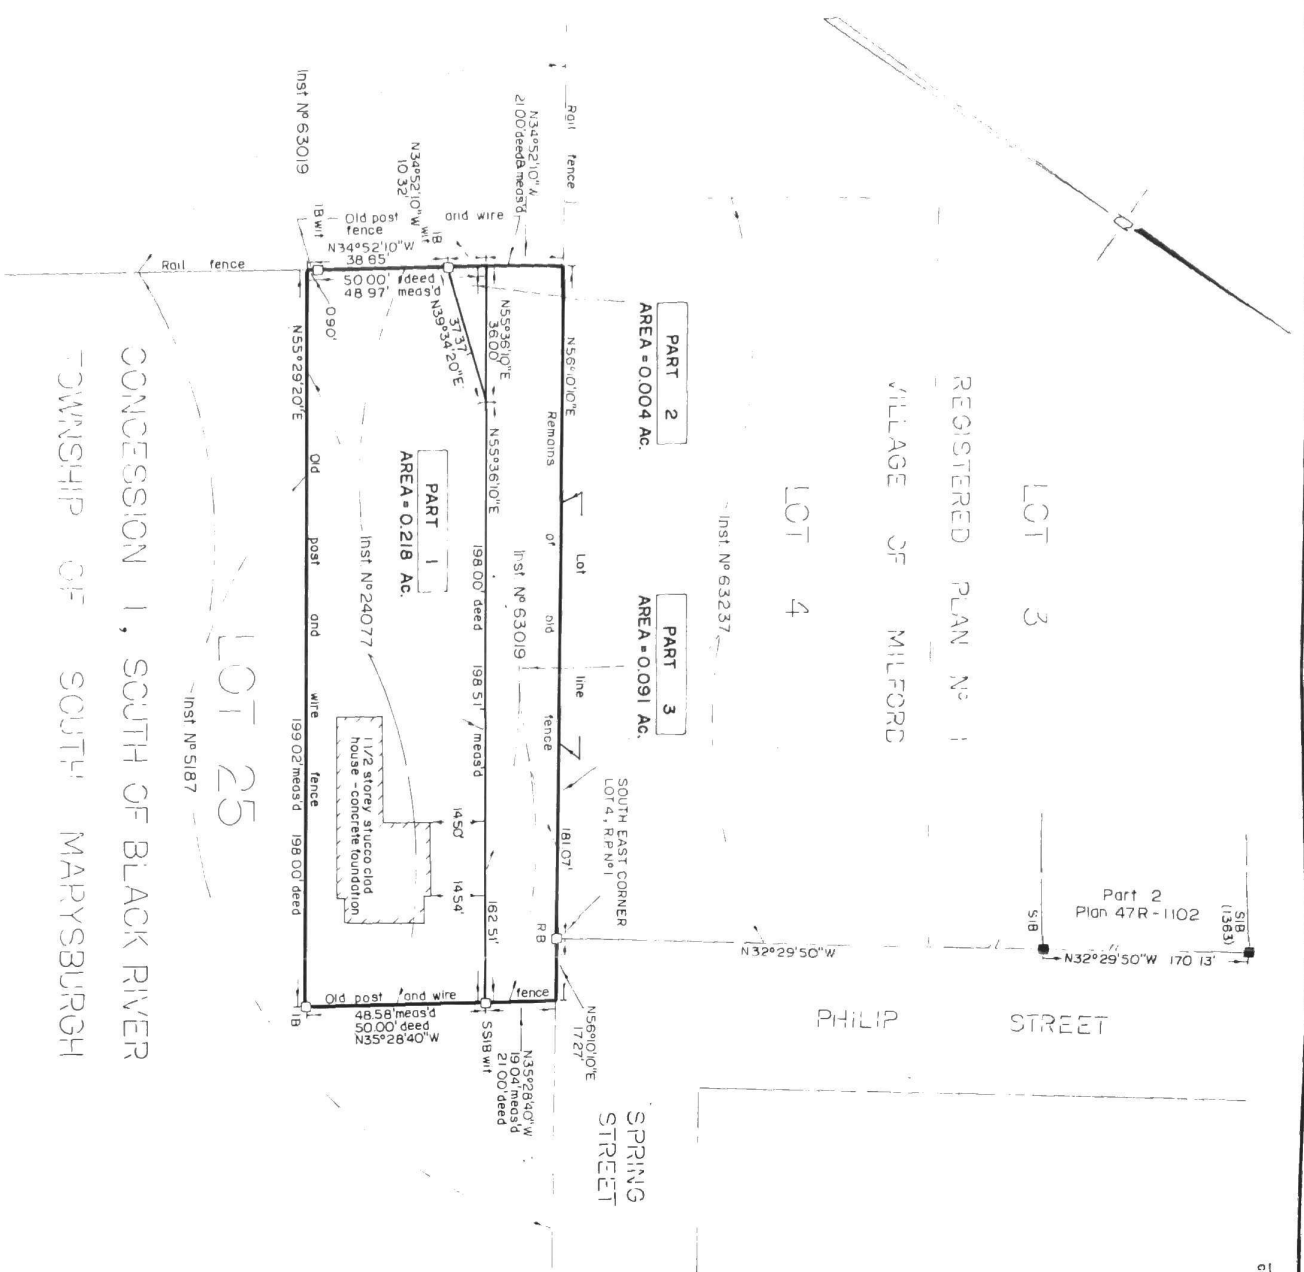 LOT 3
REGISTERED PLAN Nº 1
VILLAGE OF MILFORD
LOT 4
Inst. Nº 63237
Part 2
Plan 47R-1102
SIB
(1363)
SIB
N32°29'50"W 170.13'
N32°29'50"W
PHILIP STREET
SPRING
STREET
SOUTH EAST CORNER
LOT 4, R.P.Nº 1
PART 2
AREA = 0.004 Ac.
PART 3
AREA = 0.091 Ac.
Rail fence
N34°52'10"W
21.00' deed & meas'd
N34°52'10"W
10.32'
Inst Nº 63019
IB wit
Old post and wire
fence
IB
wit
N34°52'10"W
38.65'
50.00' deed
48.97' meas'd
Rail fence
0.90'
N56°10'10"E
Remains of old fence
Lot line
181.07'
RB
N56°10'10"E
17.27'
N55°36'10"E
36.00'
37.37'
N39°34'20"E
N55°36'10"E
198.00' deed
198.51' meas'd
162.51'
Inst Nº 63019
PART 1
AREA = 0.218 Ac.
Inst. Nº 24077
14.50'
14.54'
1 1/2 storey stucco clad
house - concrete foundation
N55°29'20"E
Old post and wire fence
199.02' meas'd
198.00' deed
Old post and wire fence
48.58' meas'd
50.00' deed
N35°28'40"W
IB
SSIB wit
N35°28'40"W
19.04' meas'd
21.00' deed
Inst Nº 5187
LOT 25
CONCESSION 1, SOUTH OF BLACK RIVER
TOWNSHIP OF SOUTH MARYSBURGH